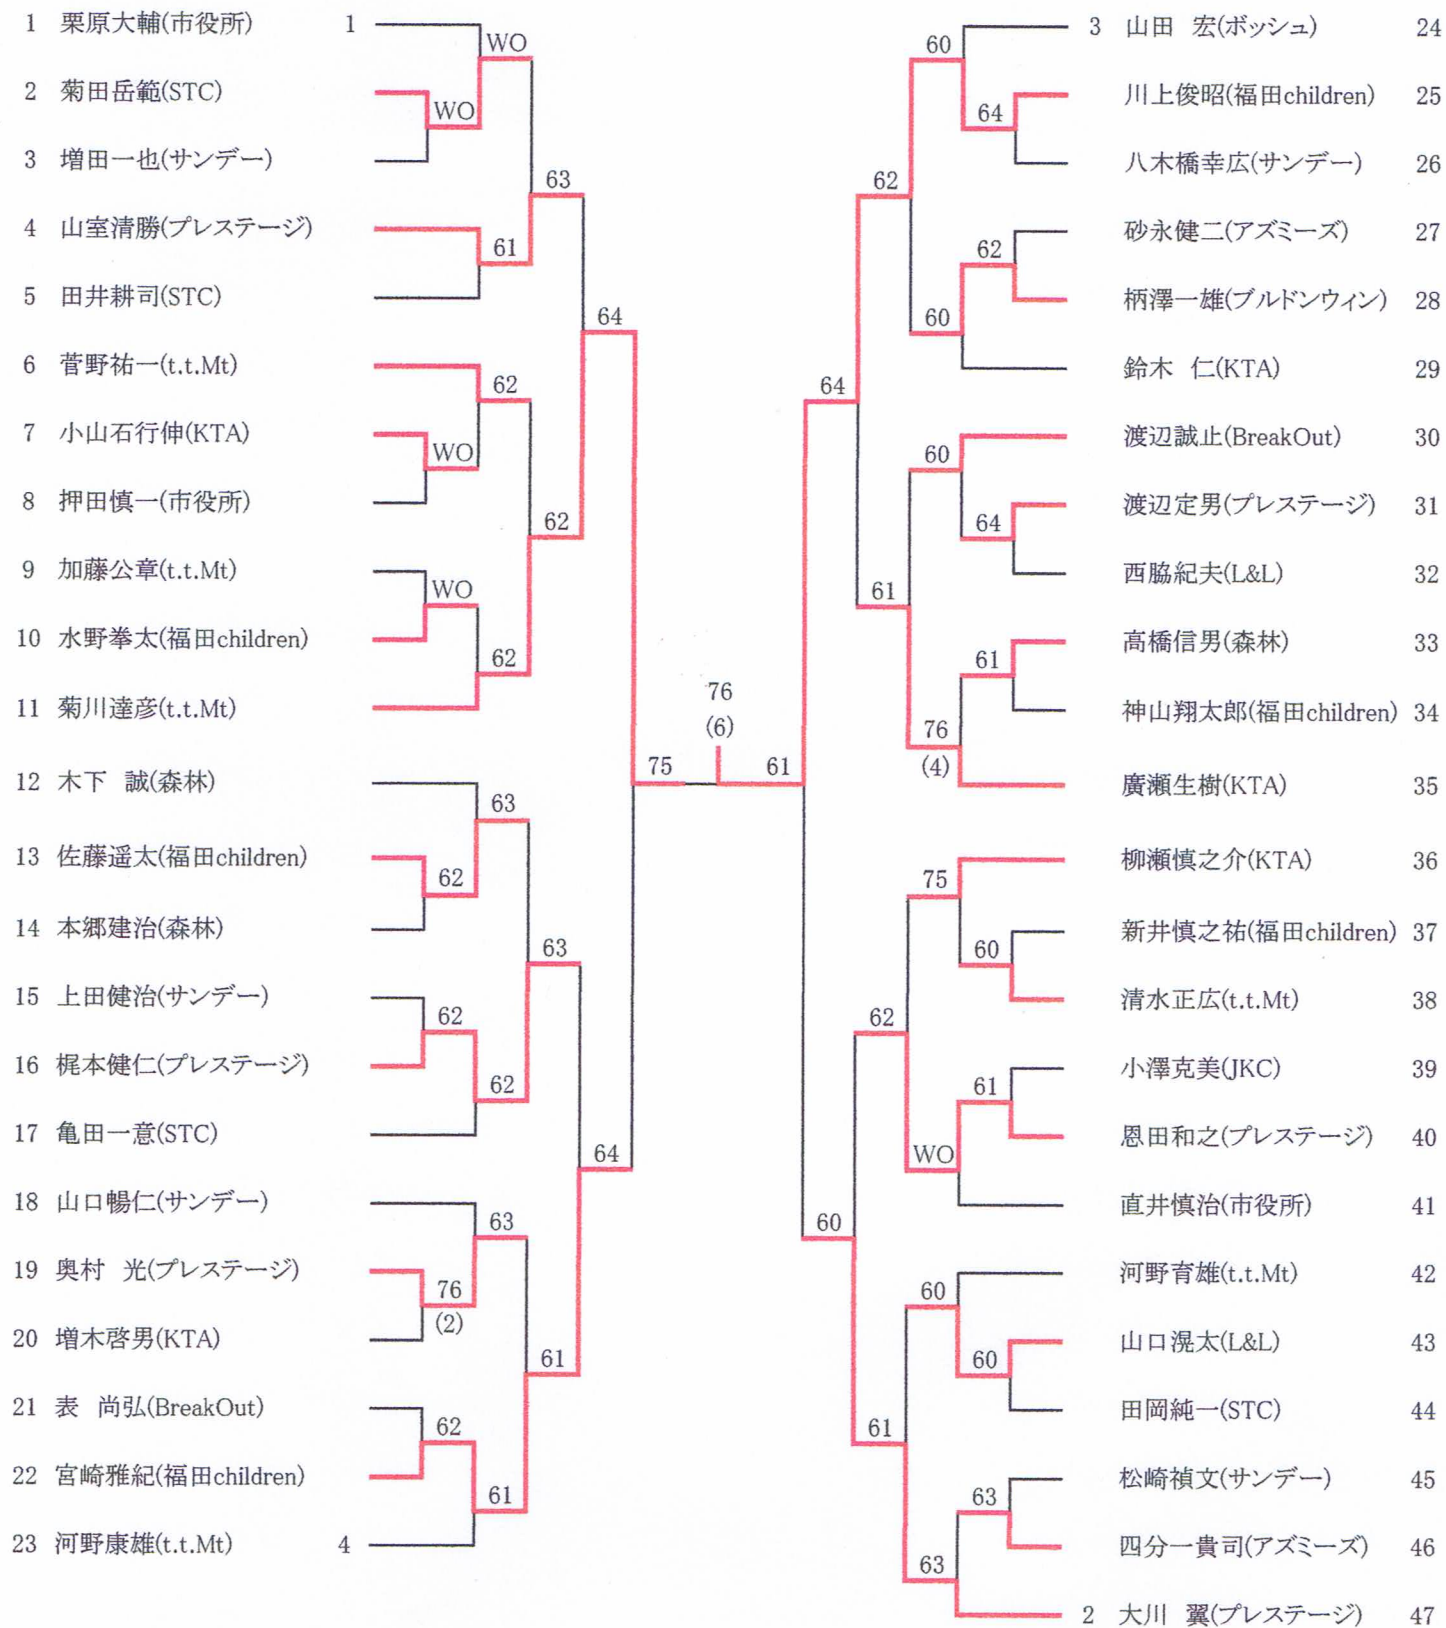 1 栗原大輔(市役所) 1
WO
2 菊田岳範(STC)
WO
3 増田一也(サンデー)
63
4 山室清勝(プレステージ)
61
5 田井耕司(STC)
64
6 菅野祐一(t.t.Mt)
62
7 小山石行伸(KTA)
WO
8 押田慎一(市役所)
62
9 加藤公章(t.t.Mt)
WO
10 水野拳太(福田children)
62
11 菊川達彦(t.t.Mt)
75
12 木下 誠(森林)
63
13 佐藤遥太(福田children)
62
14 本郷建治(森林)
63
15 上田健治(サンデー)
62
16 梶本健仁(プレステージ)
62
17 亀田一意(STC)
64
18 山口暢仁(サンデー)
63
19 奥村 光(プレステージ)
76
(2)
20 増木啓男(KTA)
61
21 表 尚弘(BreakOut)
62
22 宮崎雅紀(福田children)
61
23 河野康雄(t.t.Mt) 4
76
(6)
61
3 山田 宏(ボッシュ) 24
60
川上俊昭(福田children) 25
64
八木橋幸広(サンデー) 26
62
砂永健二(アズミーズ) 27
62
柄澤一雄(ブルドンウィン) 28
60
鈴木 仁(KTA) 29
64
渡辺誠止(BreakOut) 30
60
渡辺定男(プレステージ) 31
64
西脇紀夫(L&L) 32
61
高橋信男(森林) 33
61
神山翔太郎(福田children) 34
76
(4)
廣瀬生樹(KTA) 35
柳瀬慎之介(KTA) 36
75
新井慎之祐(福田children) 37
60
清水正広(t.t.Mt) 38
62
小澤克美(JKC) 39
61
恩田和之(プレステージ) 40
WO
直井慎治(市役所) 41
60
河野育雄(t.t.Mt) 42
60
山口滉太(L&L) 43
60
田岡純一(STC) 44
61
松崎禎文(サンデー) 45
63
四分一貴司(アズミーズ) 46
63
2 大川 翼(プレステージ) 47